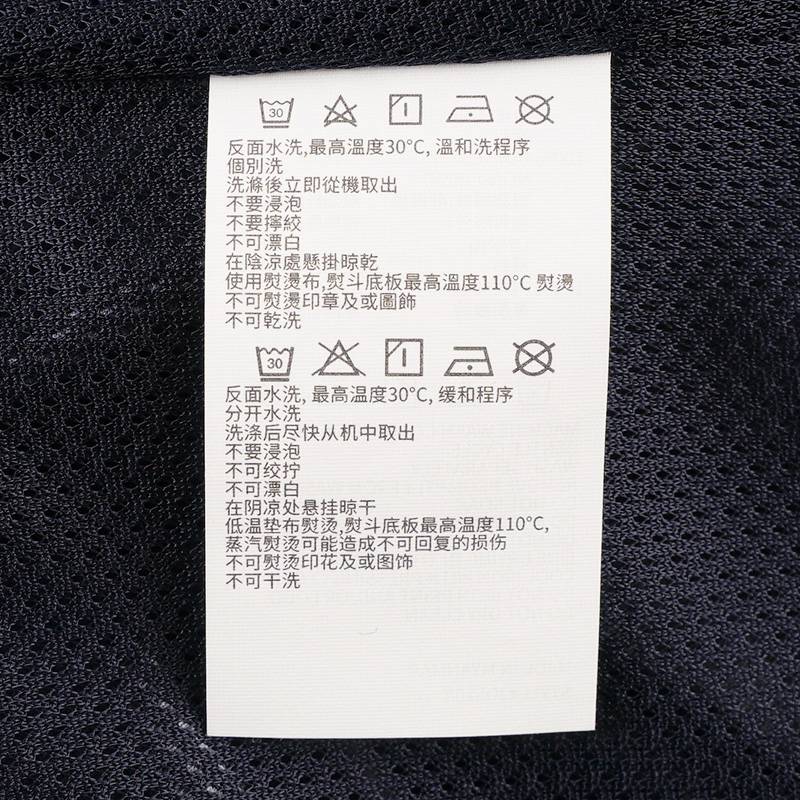 30
反面水洗,最高溫度30°C, 溫和洗程序
個別洗
洗滌後立即從機取出
不要浸泡
不要擰絞
不可漂白
在陰涼處懸掛晾乾
使用熨燙布,熨斗底板最高溫度110°C 熨燙
不可熨燙印章及或圖飾
不可乾洗
30
反面水洗, 最高温度30°C, 缓和程序
分开水洗
洗涤后尽快从机中取出
不要浸泡
不可绞拧
不可漂白
在阴凉处悬挂晾干
低温垫布熨烫,熨斗底板最高温度110°C,
蒸汽熨烫可能造成不可回复的损伤
不可熨烫印花及或图饰
不可干洗